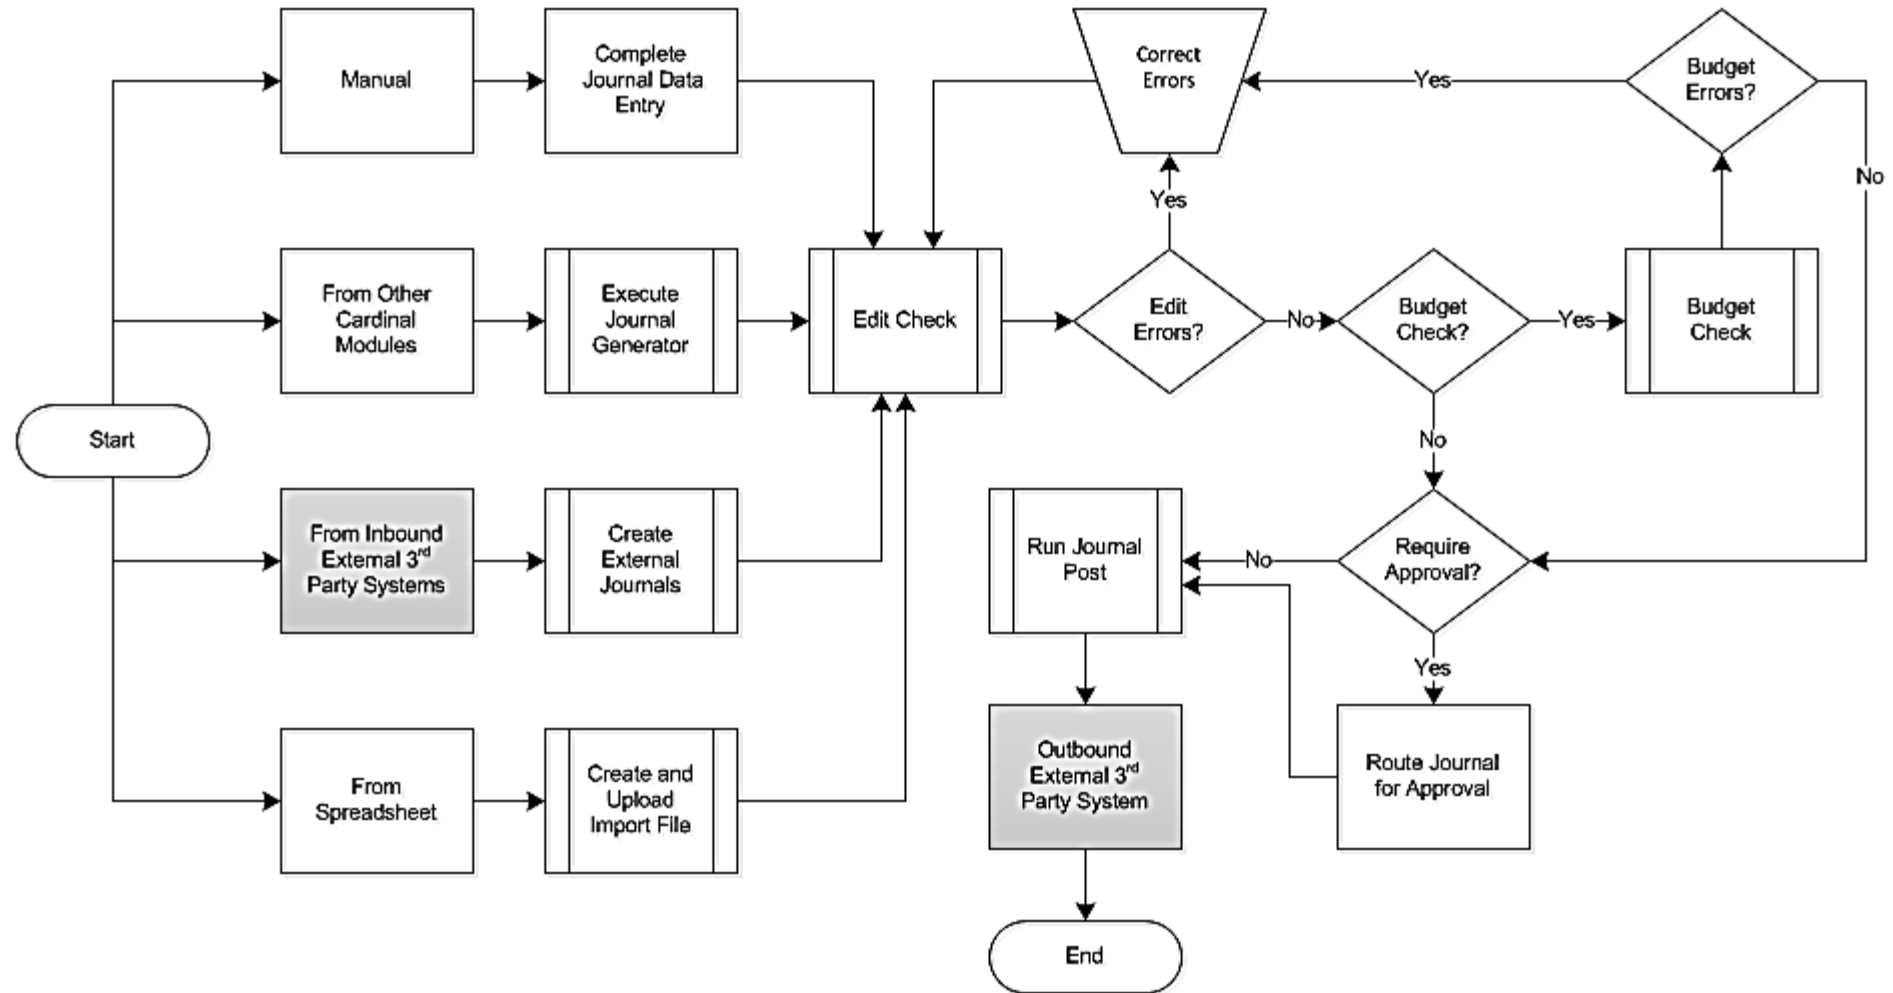 Manual
Complete
Journal Data
Entry
Correct
Errors
Yes
Budget
Errors?
No
Yes
From Other
Cardinal
Modules
Execute
Journal
Generator
Edit Check
Edit
Errors?
No
Budget
Check?
Yes
Budget
Check
Start
No
From Inbound
External 3rd
Party Systems
Create
External
Journals
Run Journal
Post
No
Require
Approval?
Yes
From
Spreadsheet
Create and
Upload
Import File
Outbound
External 3rd
Party System
Route Journal
for Approval
End